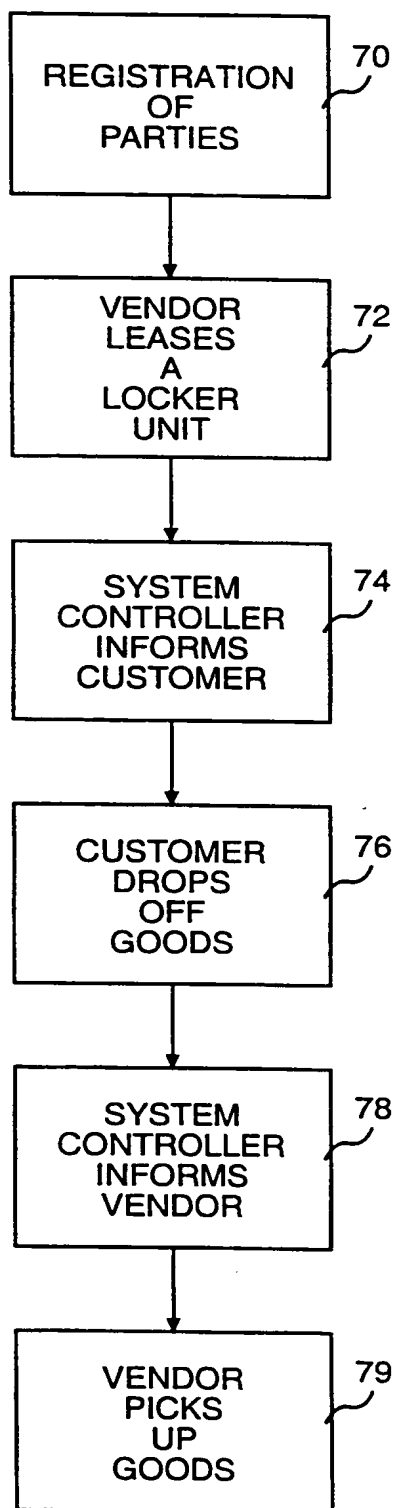 REGISTRATION
OF
PARTIES
70
VENDOR
LEASES
A
LOCKER
UNIT
72
SYSTEM
CONTROLLER
INFORMS
CUSTOMER
74
CUSTOMER
DROPS
OFF
GOODS
76
SYSTEM
CONTROLLER
INFORMS
VENDOR
78
VENDOR
PICKS
UP
GOODS
79